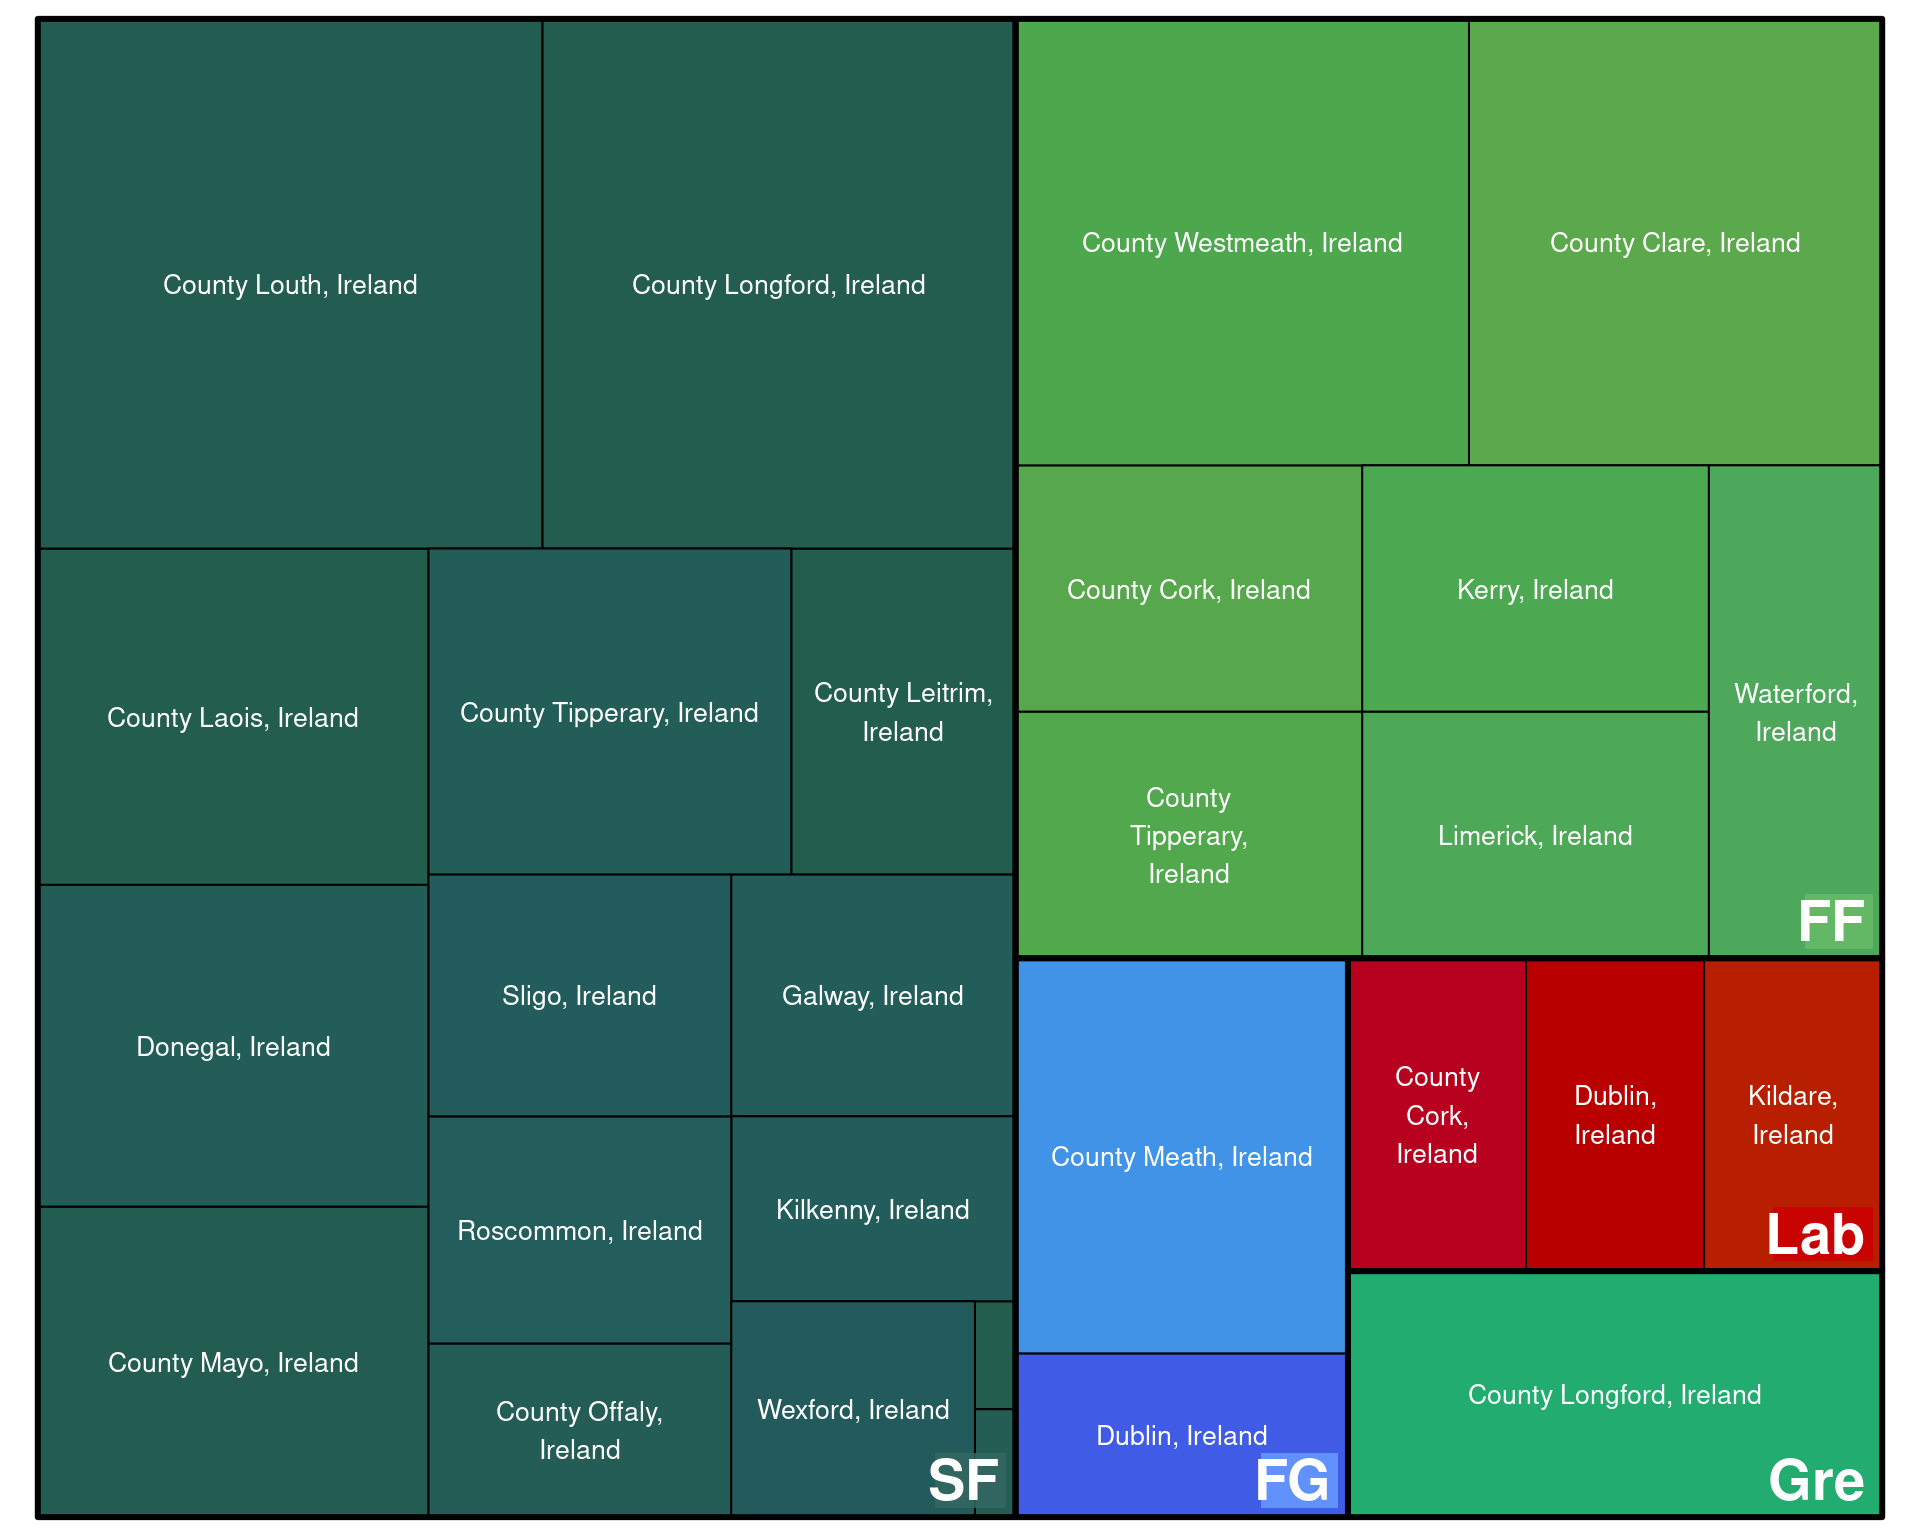 County Louth, Ireland
County Longford, Ireland
County Laois, Ireland
County Tipperary, Ireland
County Leitrim,
Ireland
Donegal, Ireland
Sligo, Ireland
Galway, Ireland
Roscommon, Ireland
Kilkenny, Ireland
County Mayo, Ireland
County Offaly,
Ireland
Wexford, Ireland
SF
County Westmeath, Ireland
County Clare, Ireland
County Cork, Ireland
Kerry, Ireland
Waterford,
Ireland
County
Tipperary,
Ireland
Limerick, Ireland
FF
County Meath, Ireland
Dublin, Ireland
FG
County
Cork,
Ireland
Dublin,
Ireland
Kildare,
Ireland
Lab
County Longford, Ireland
Gre